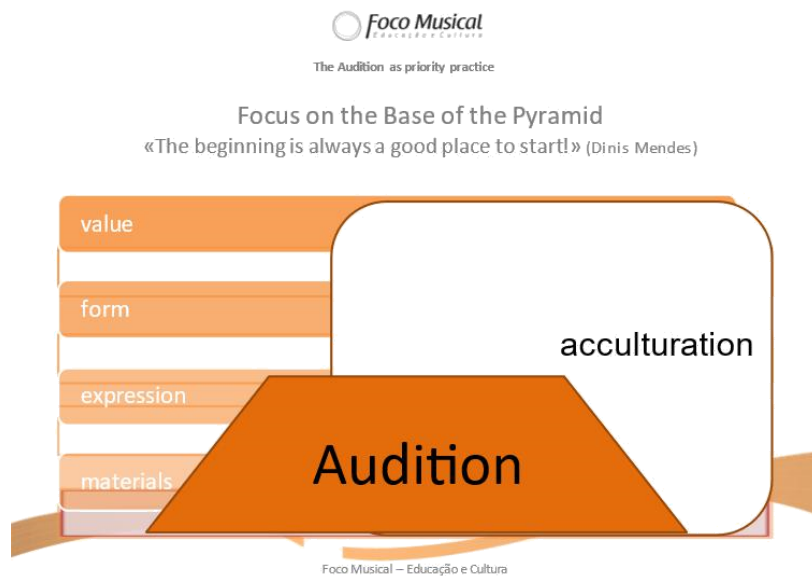 Foco Musical
Educação e Cultura
The Audition as priority practice
Focus on the Base of the Pyramid
«The beginning is always a good place to start!» (Dinis Mendes)
value
form
acculturation
expression
Audition
materials
Foco Musical – Educação e Cultura